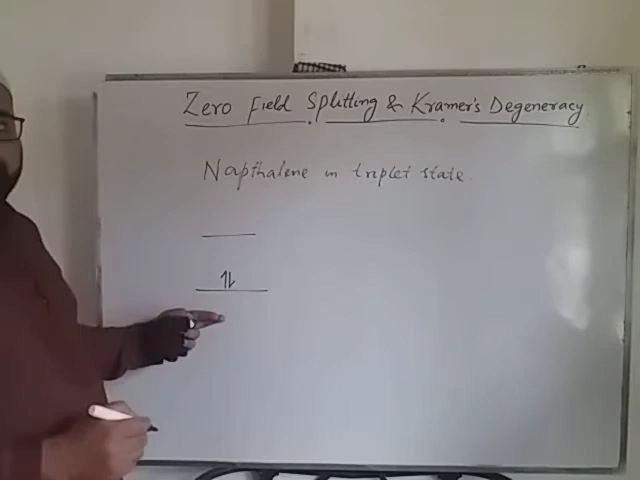 Zero Field Splitting & Kramer's Degeneracy
Napthalene in triplet state.
⥮